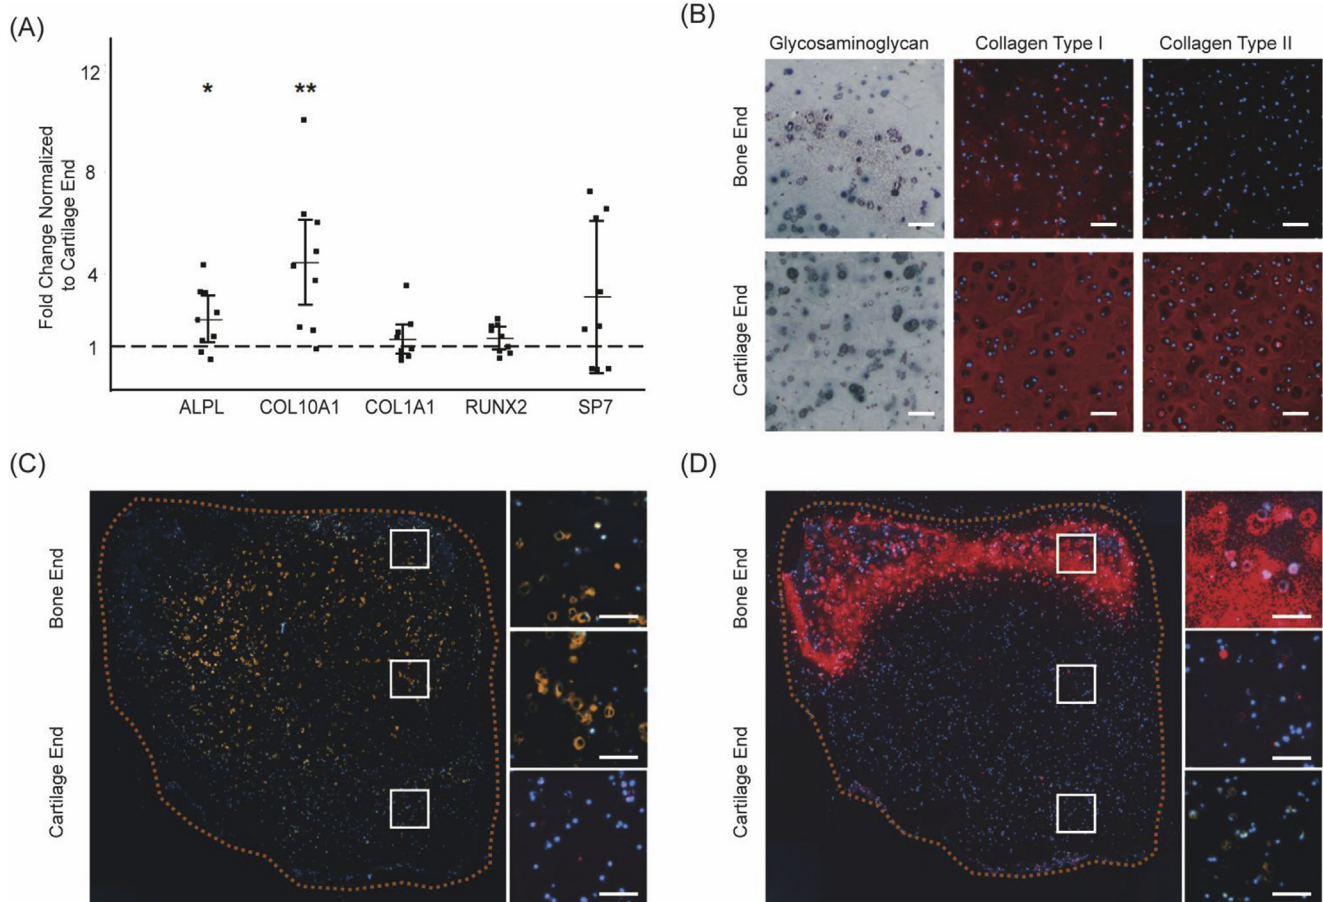 (A)
Fold Change Normalized
to Cartilage End
12
8
4
1
*
**
ALPL COL10A1 COL1A1 RUNX2 SP7
(B)
Glycosaminoglycan Collagen Type I Collagen Type II
Bone End
Cartilage End
(C)
Bone End
Cartilage End
(D)
Bone End
Cartilage End